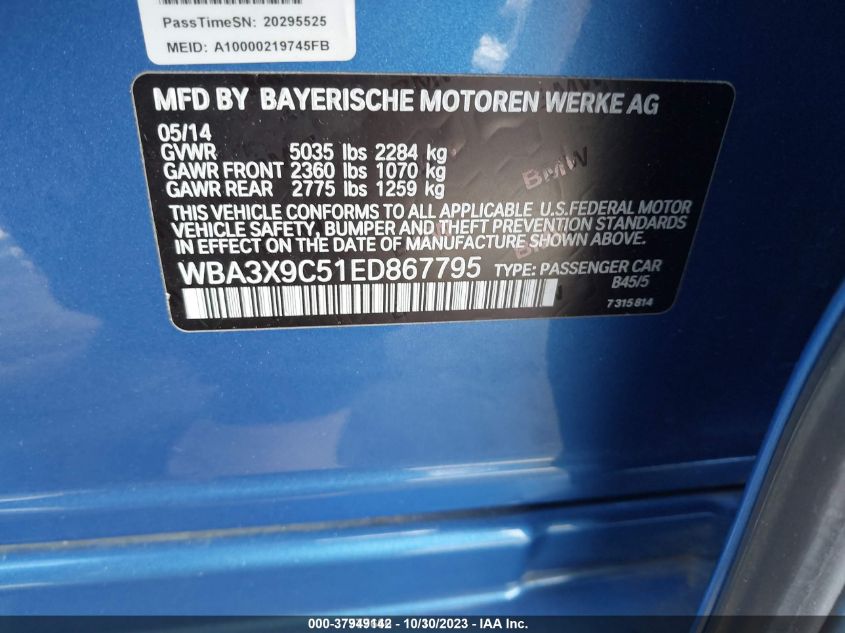 PassTimeSN: 20295525
MEID: A10000219745FB
MFD BY BAYERISCHE MOTOREN WERKE AG
05/14
GVWR 5035 lbs 2284 kg
GAWR FRONT 2360 lbs 1070 kg
GAWR REAR 2775 lbs 1259 kg
BMW
THIS VEHICLE CONFORMS TO ALL APPLICABLE U.S.FEDERAL MOTOR
VEHICLE SAFETY, BUMPER AND THEFT PREVENTION STANDARDS
IN EFFECT ON THE DATE OF MANUFACTURE SHOWN ABOVE.
WBA3X9C51ED867795 TYPE: PASSENGER CAR
B45/5
7315814
000-37949142 - 10/30/2023 - IAA Inc.